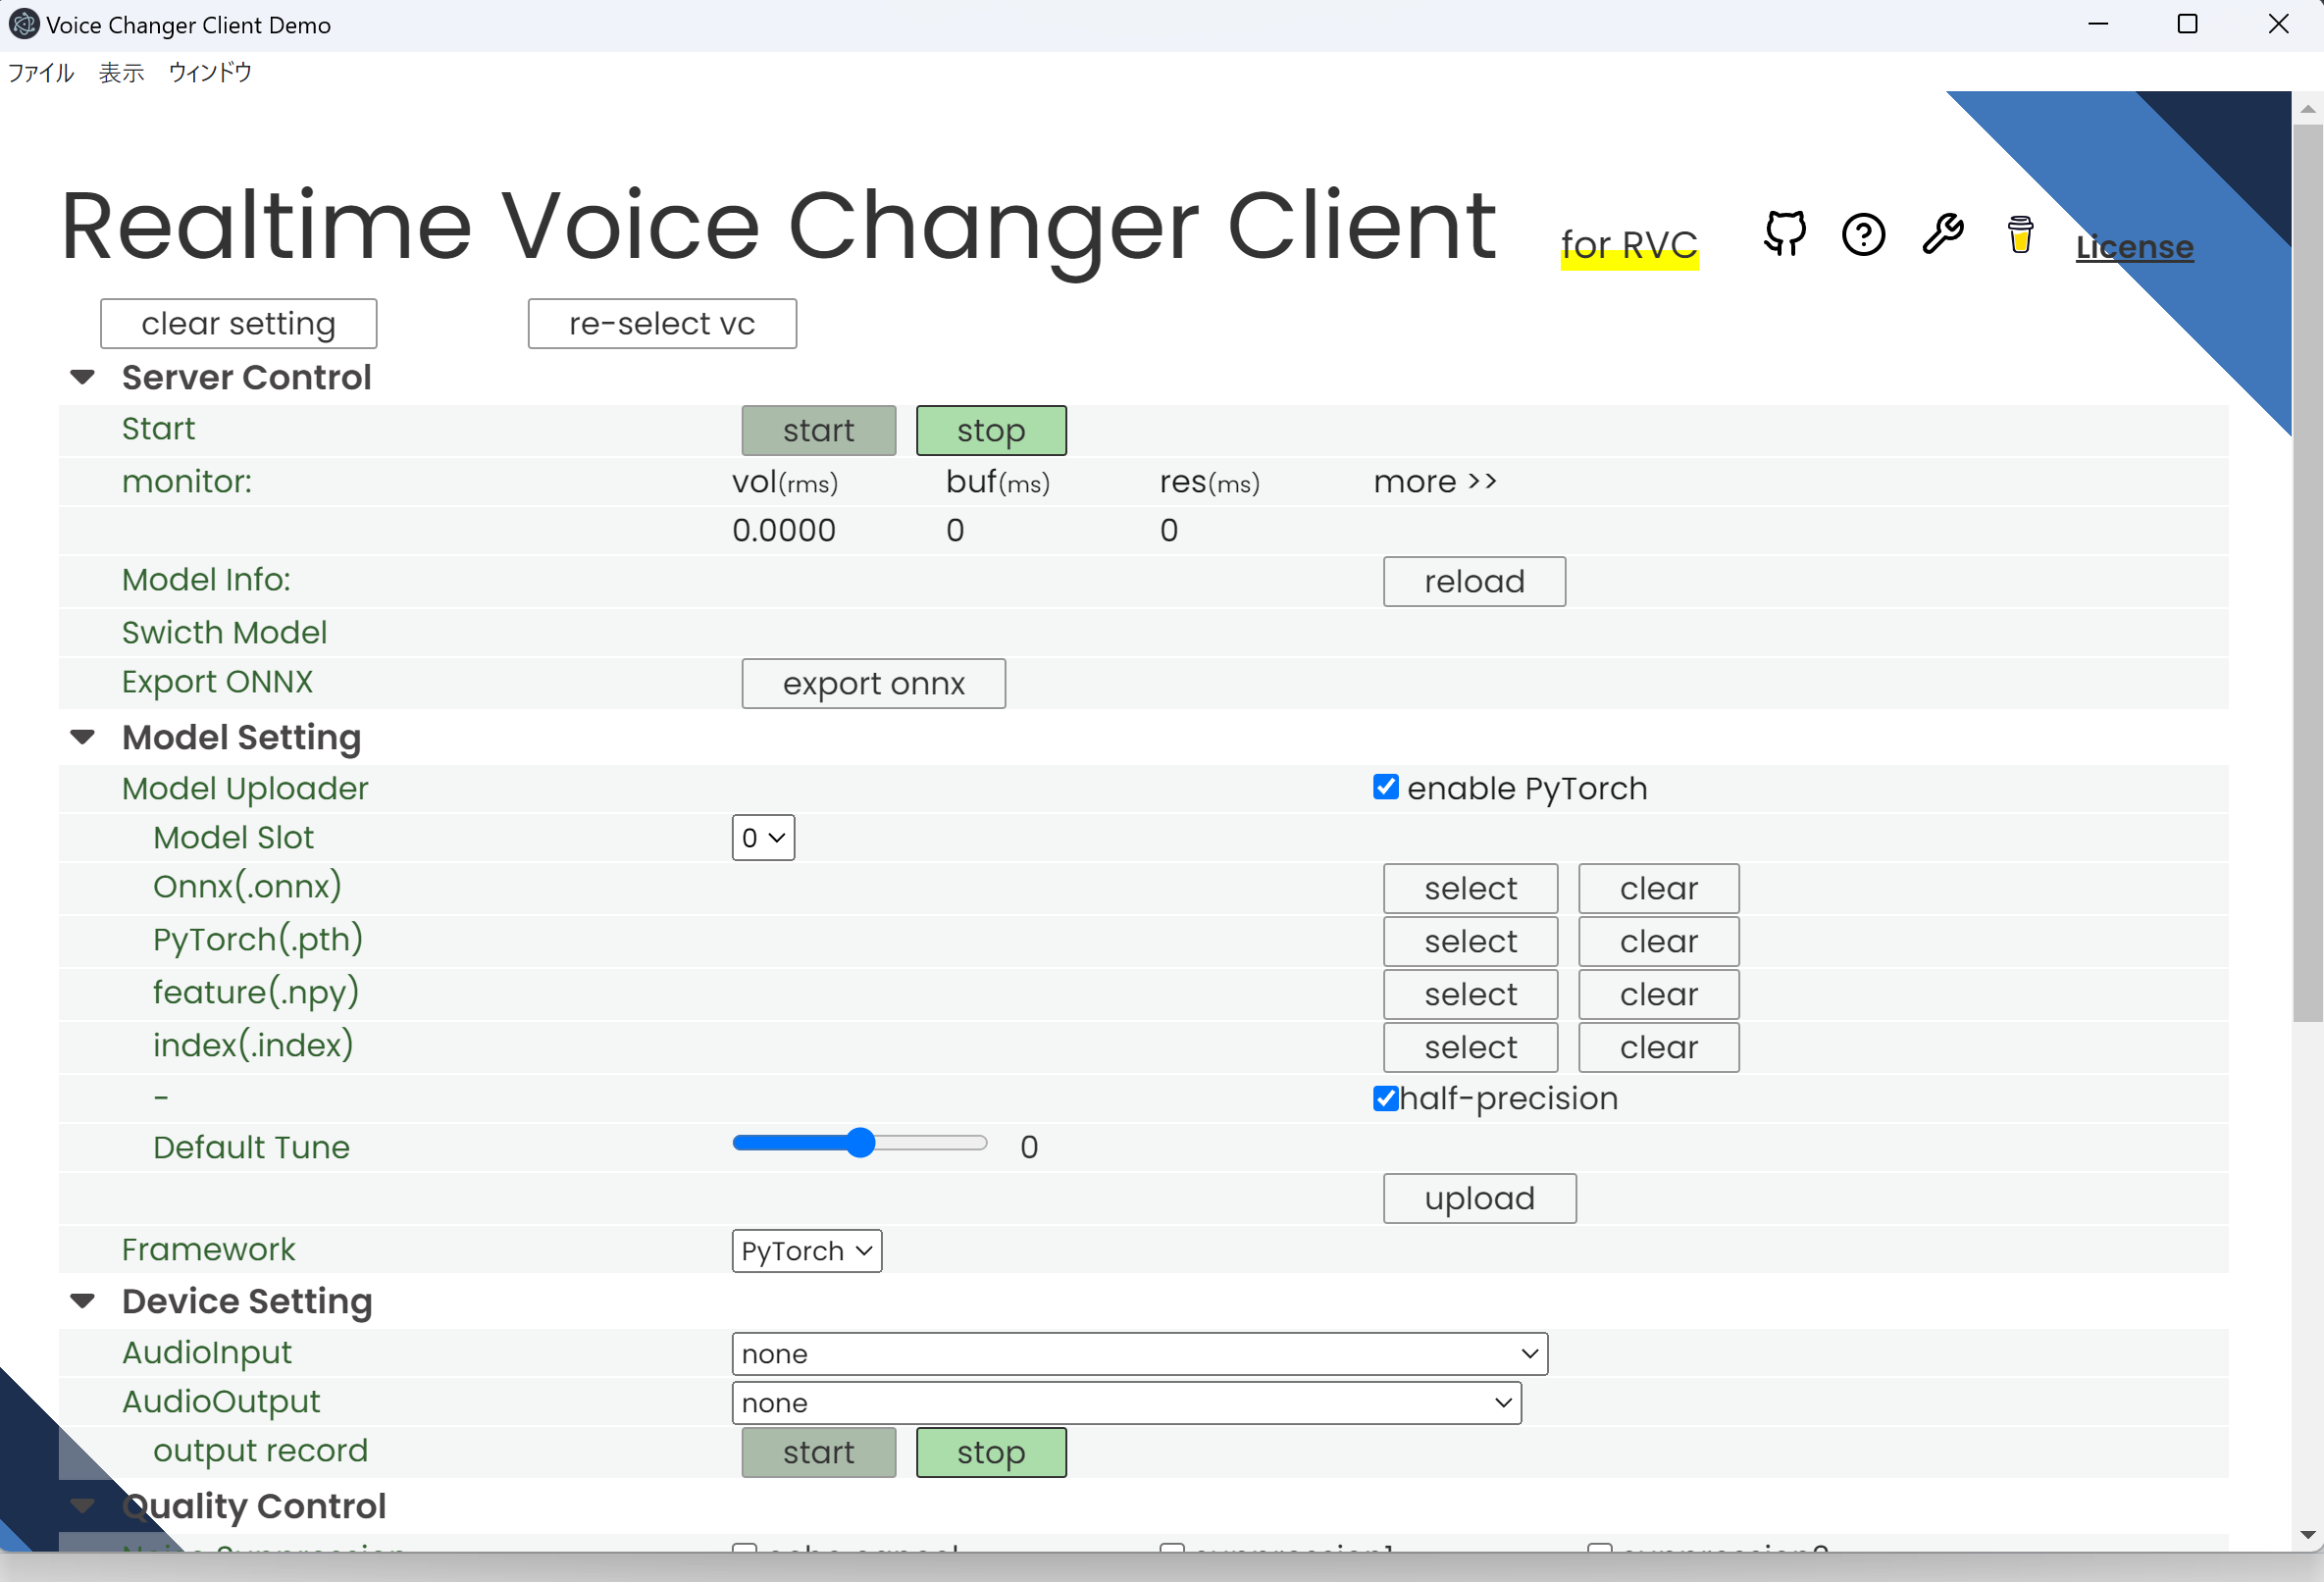 Voice Changer Client Demo
ファイル 表示 ウィンドウ
Realtime Voice Changer Client for RVC License
clear setting re-select vc
Server Control
Start start stop
monitor: vol(rms) buf(ms) res(ms) more >>
0.0000 0 0
Model Info: reload
Swicth Model
Export ONNX export onnx
Model Setting
Model Uploader enable PyTorch
Model Slot 0
Onnx(.onnx) select clear
PyTorch(.pth) select clear
feature(.npy) select clear
index(.index) select clear
- half-precision
Default Tune 0
upload
Framework PyTorch
Device Setting
AudioInput none
AudioOutput none
output record start stop
Quality Control